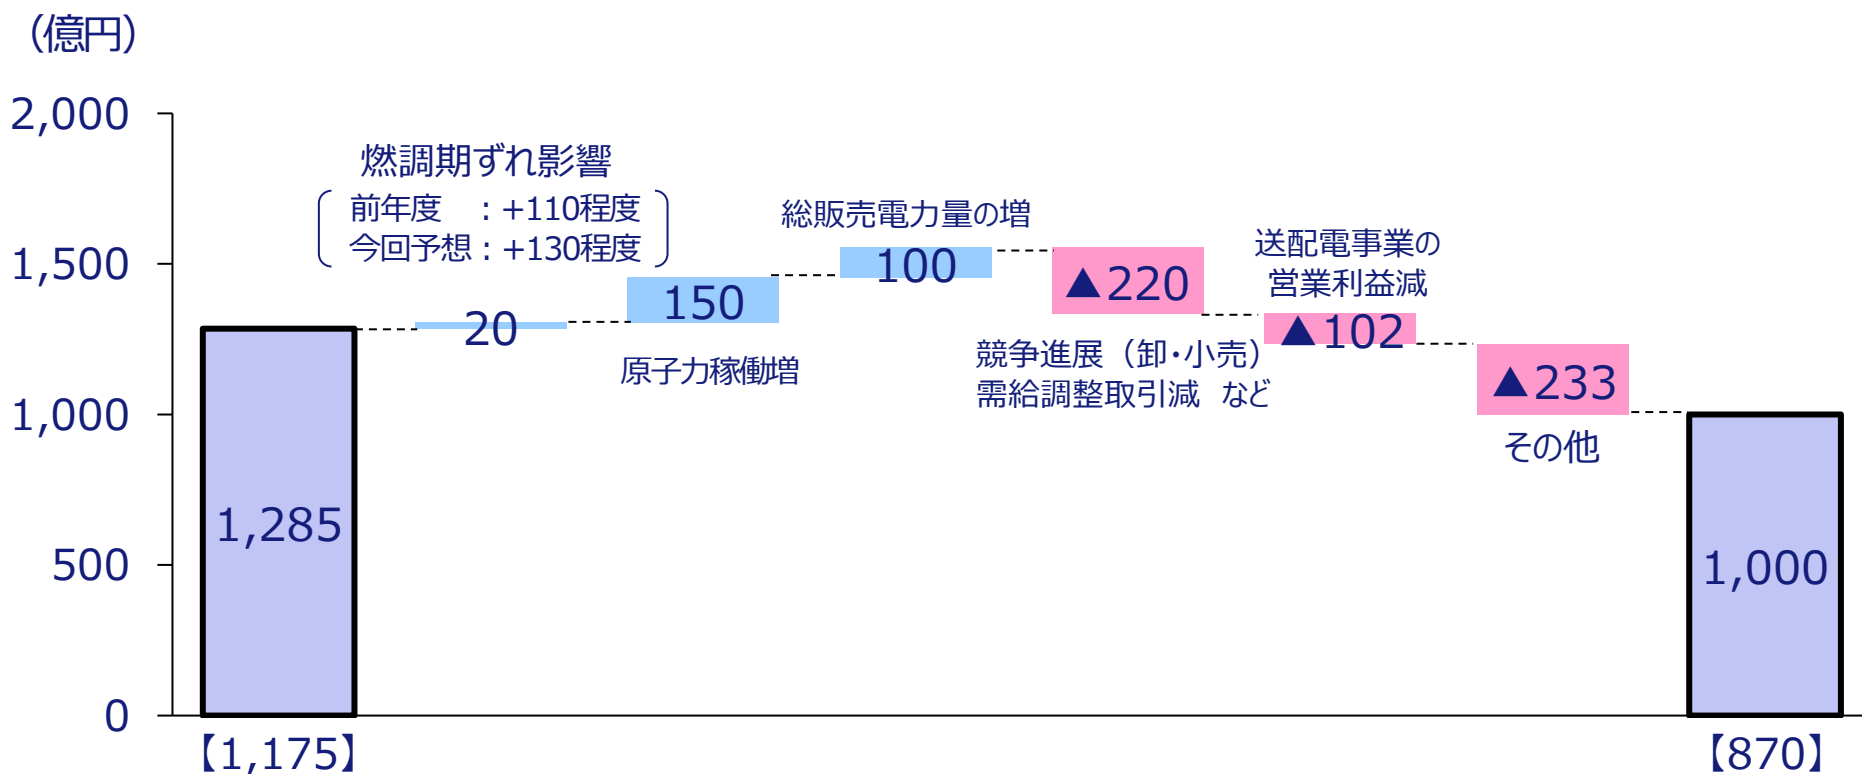 （億円）
2,000
1,500
1,000
500
0
燃調期ずれ影響
前年度　：+110程度
今回予想：+130程度
20
150
原子力稼働増
総販売電力量の増
100
▲220
競争進展（卸・小売）
需給調整取引減　など
送配電事業の
営業利益減
▲102
▲233
その他
1,285
1,000
【1,175】
【870】